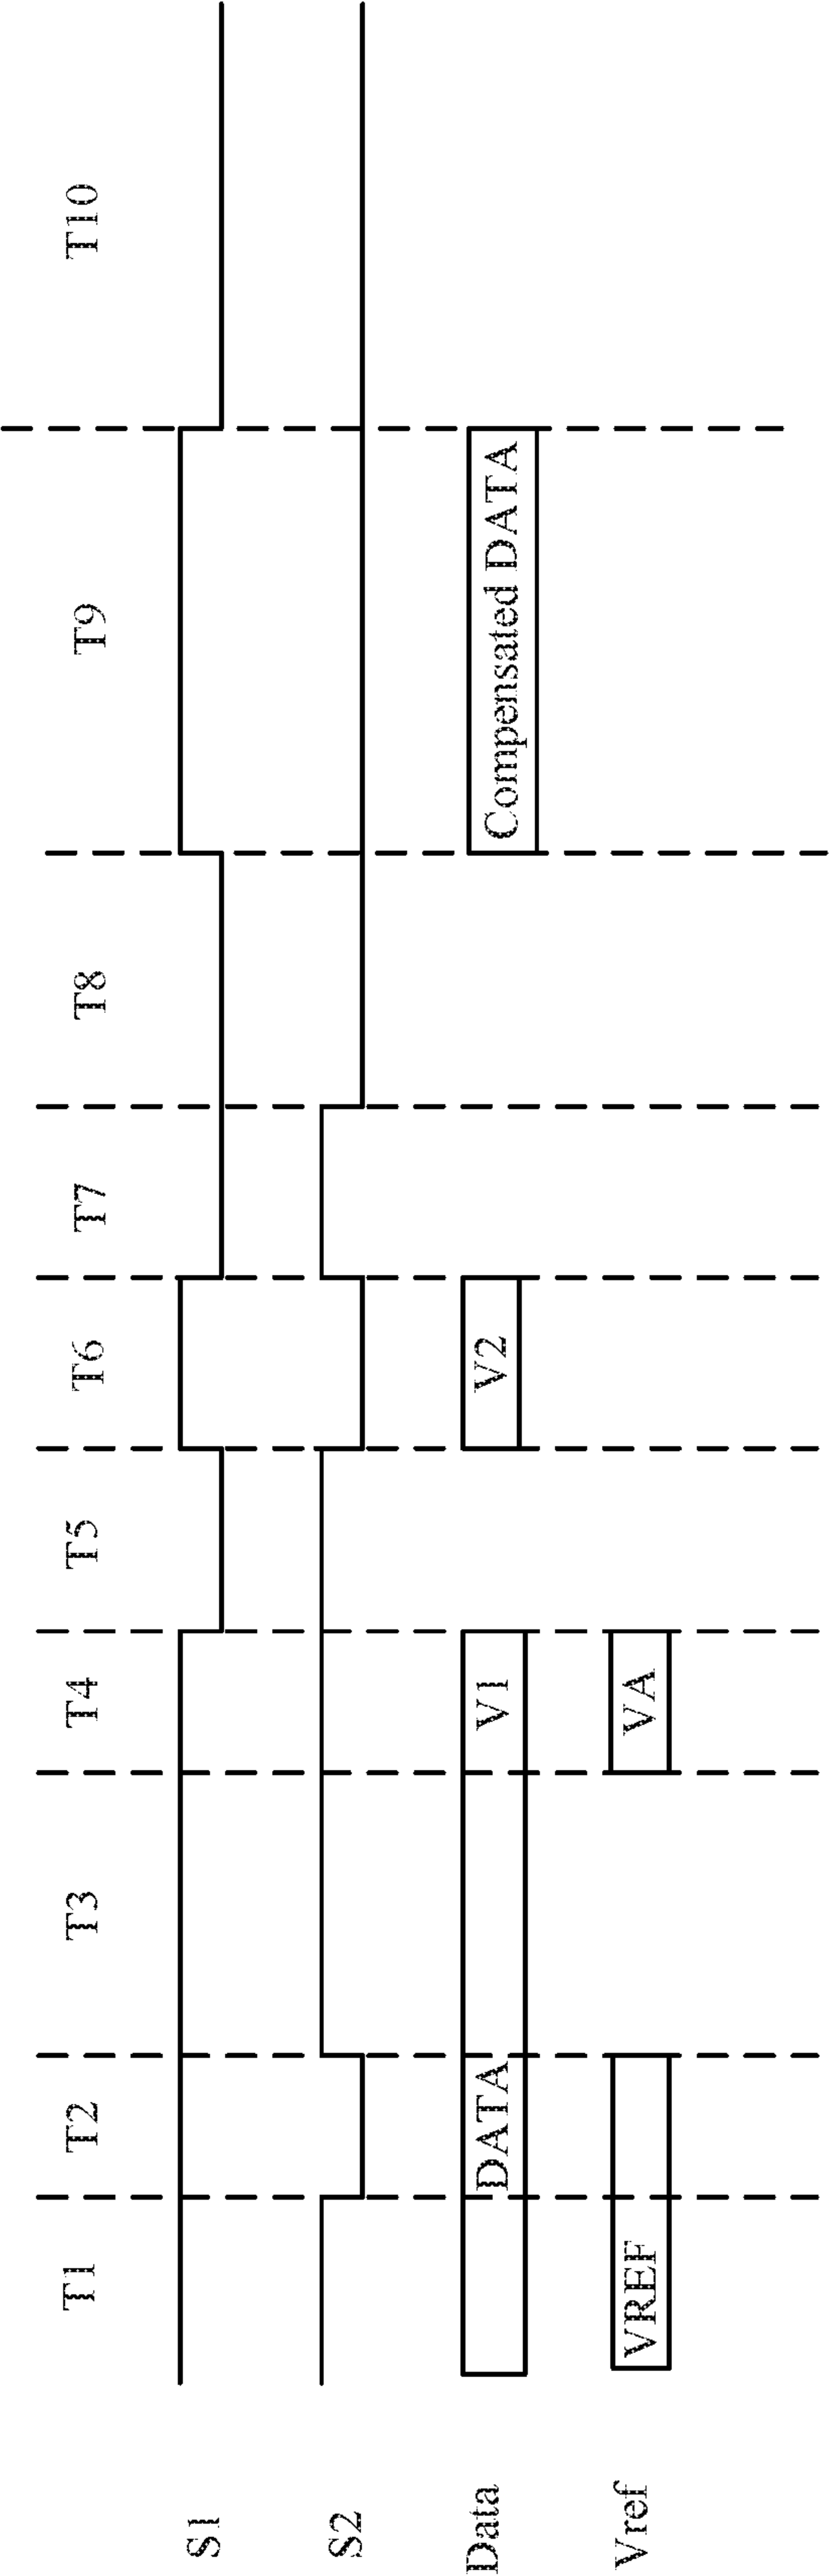 T1 T2 T3 T4 T5 T6 T7 T8 T9 T10
S1
S2
Data DATA V1 V2 Compensated DATA
Vref VREF VA